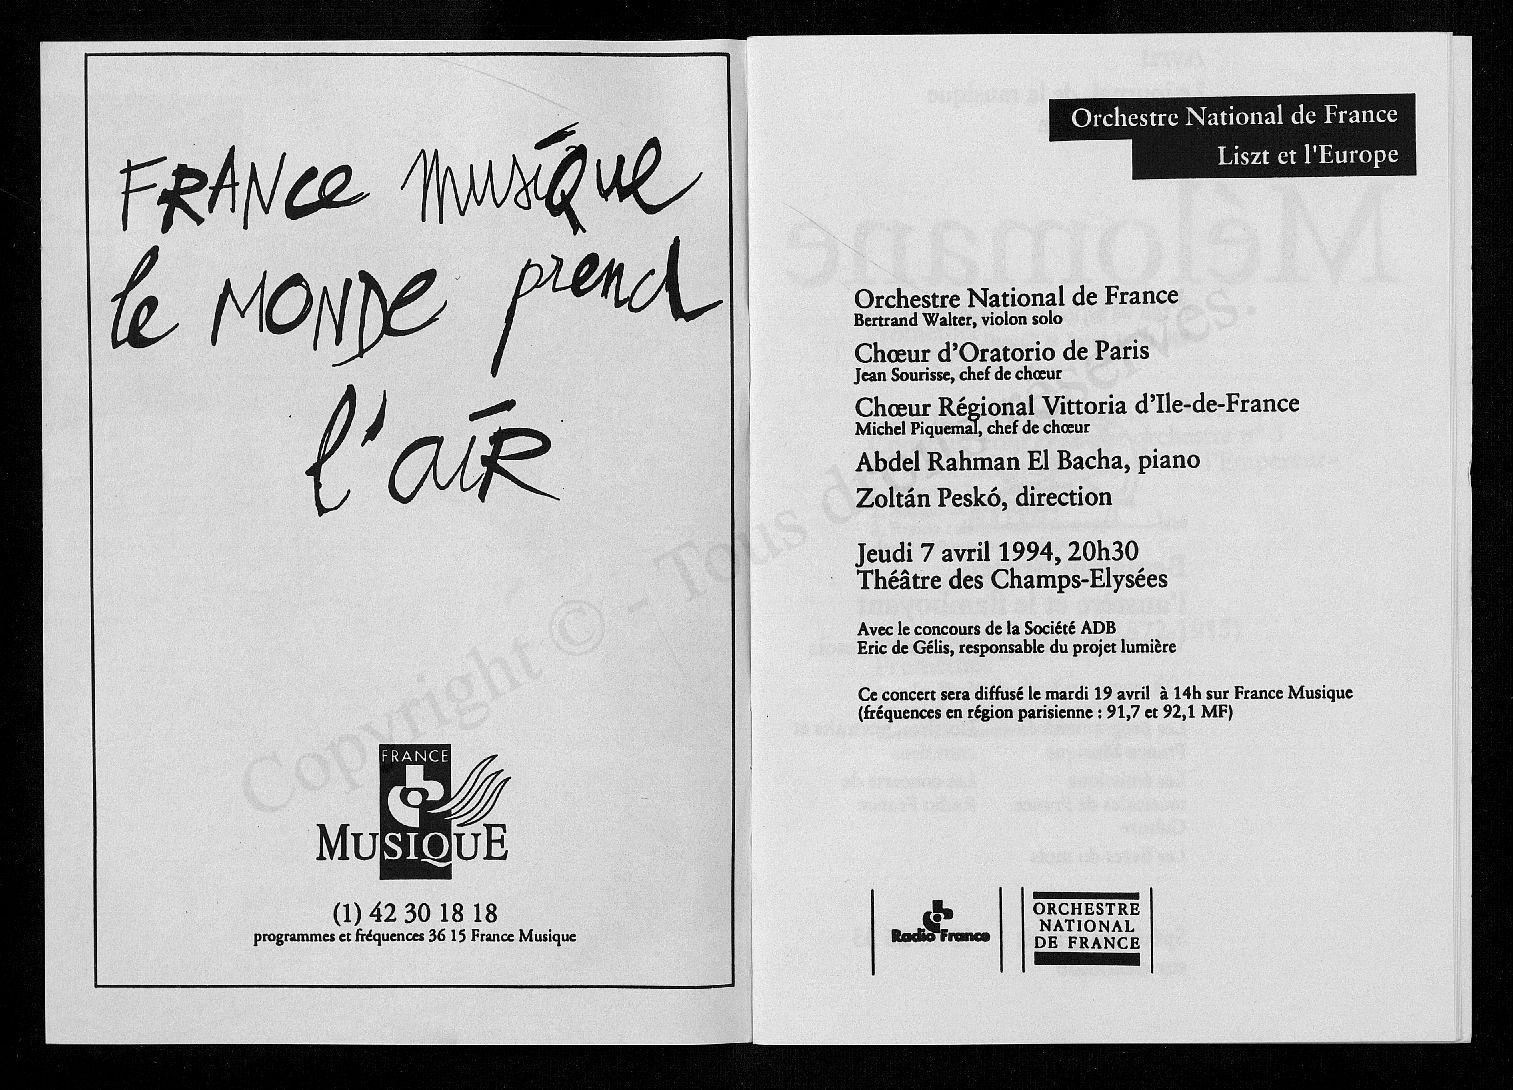 FRANCE musique
le MONDE prend
l'aiR
FRANCE
MUSIQUE
(1) 42 30 18 18
programmes et fréquences 36 15 France Musique
Orchestre National de France
Liszt et l'Europe
Orchestre National de France
Bertrand Walter, violon solo
Chœur d'Oratorio de Paris
Jean Sourisse, chef de chœur
Chœur Régional Vittoria d'Ile-de-France
Michel Piquemal, chef de chœur
Abdel Rahman El Bacha, piano
Zoltán Peskó, direction
Jeudi 7 avril 1994, 20h30
Théâtre des Champs-Elysées
Avec le concours de la Société ADB
Eric de Gélis, responsable du projet lumière
Ce concert sera diffusé le mardi 19 avril à 14h sur France Musique
(fréquences en région parisienne : 91,7 et 92,1 MF)
Radio France
ORCHESTRE
NATIONAL
DE FRANCE
Copyright © - Tous droits réservés.